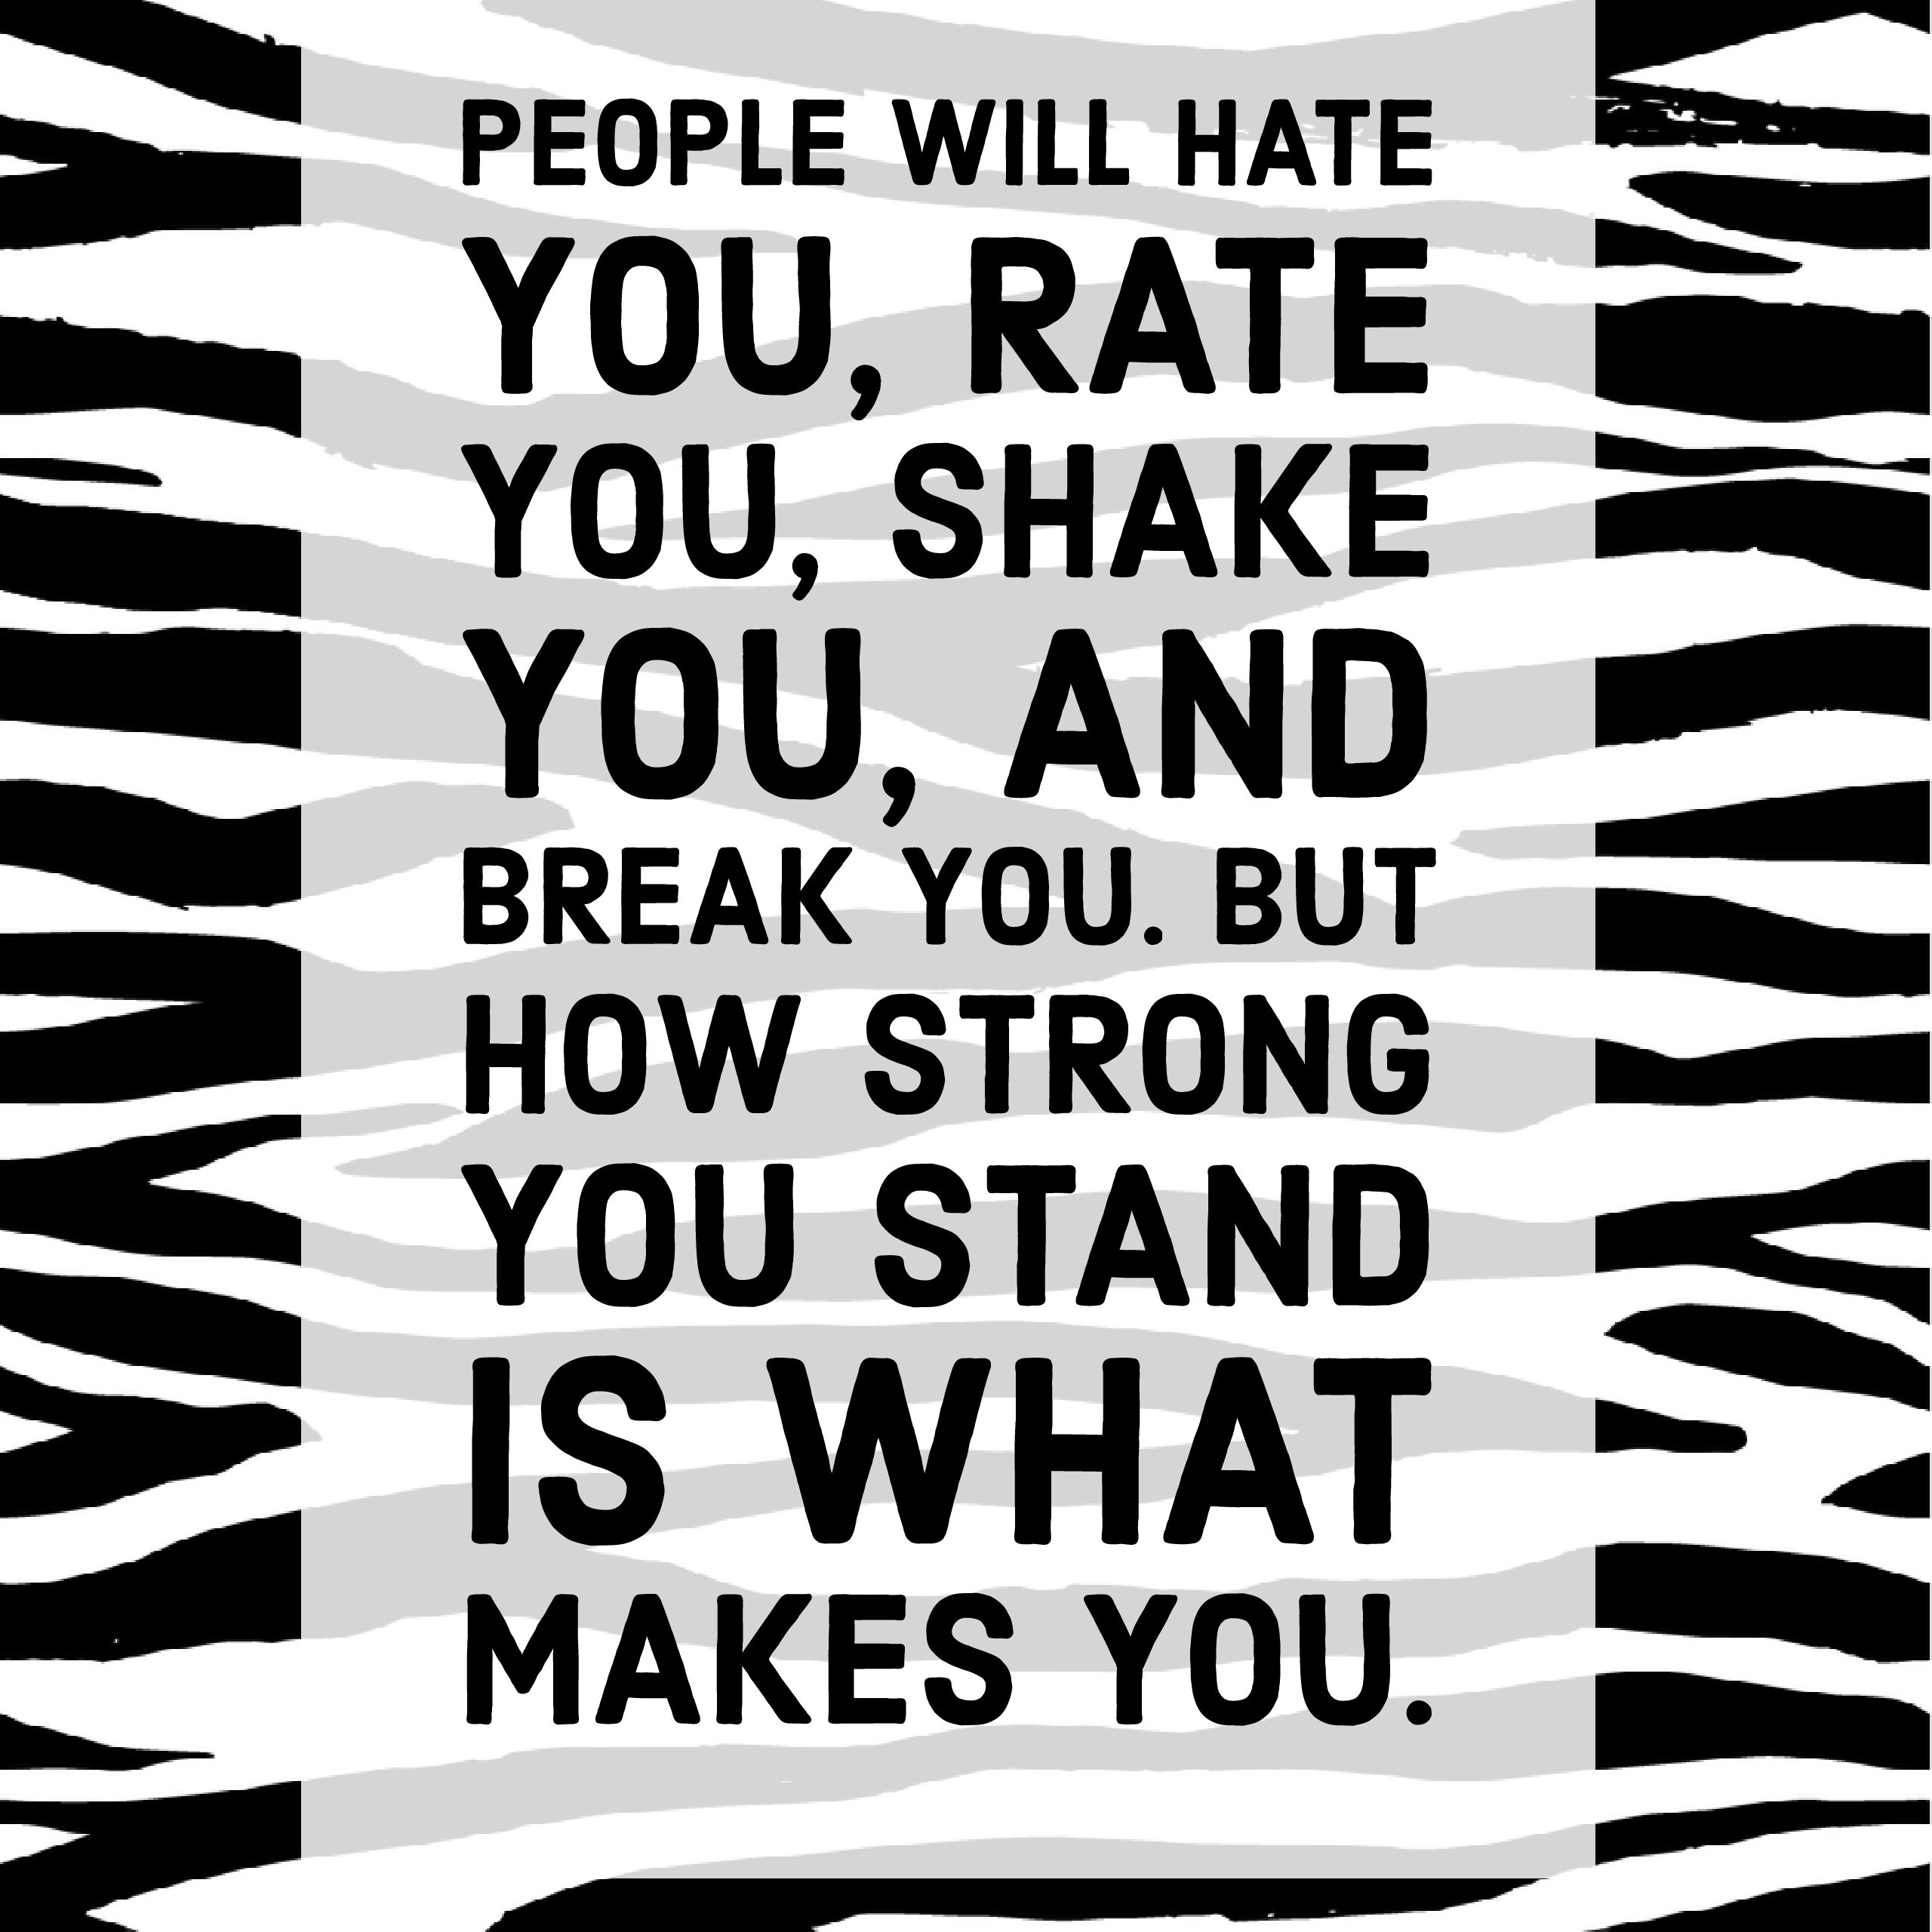 PEOPLE WILL HATE
YOU, RATE
YOU, SHAKE
YOU, AND
BREAK YOU. BUT
HOW STRONG
YOU STAND
IS WHAT
MAKES YOU.